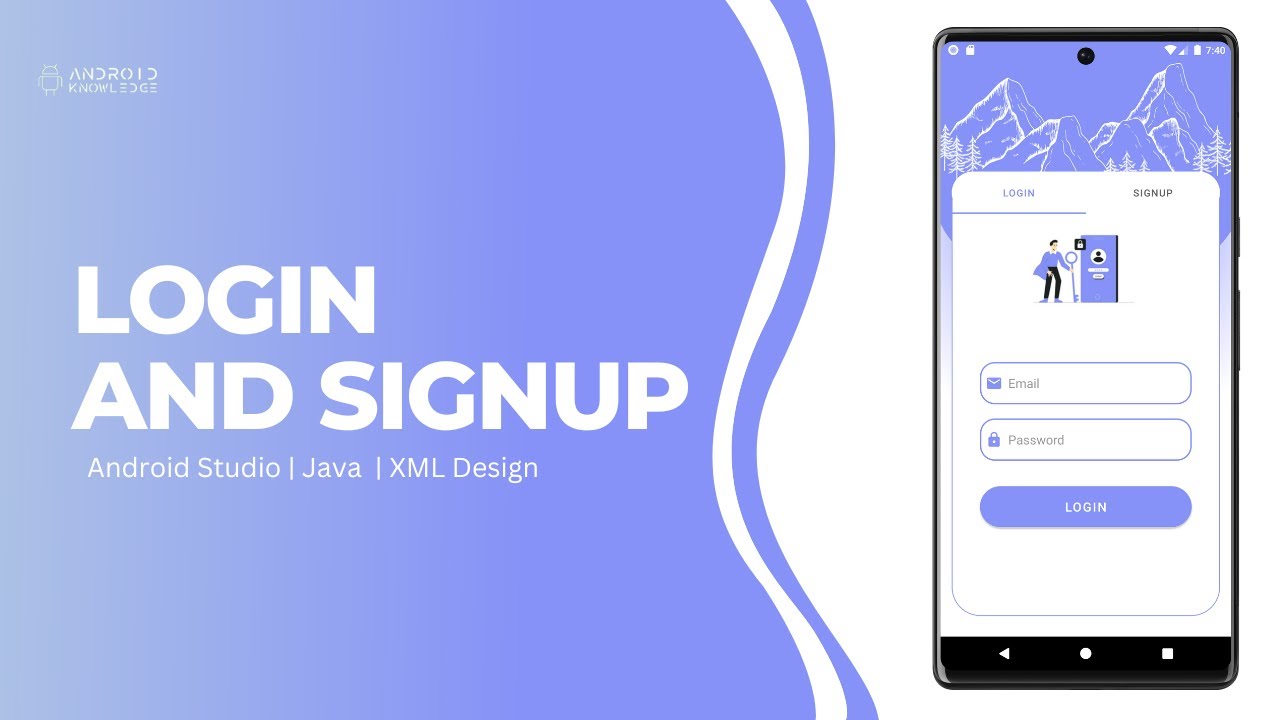 ANDROID
KNOWLEDGE
LOGIN
AND SIGNUP
Android Studio | Java | XML Design
7:40
LOGIN SIGNUP
Email
Password
LOGIN